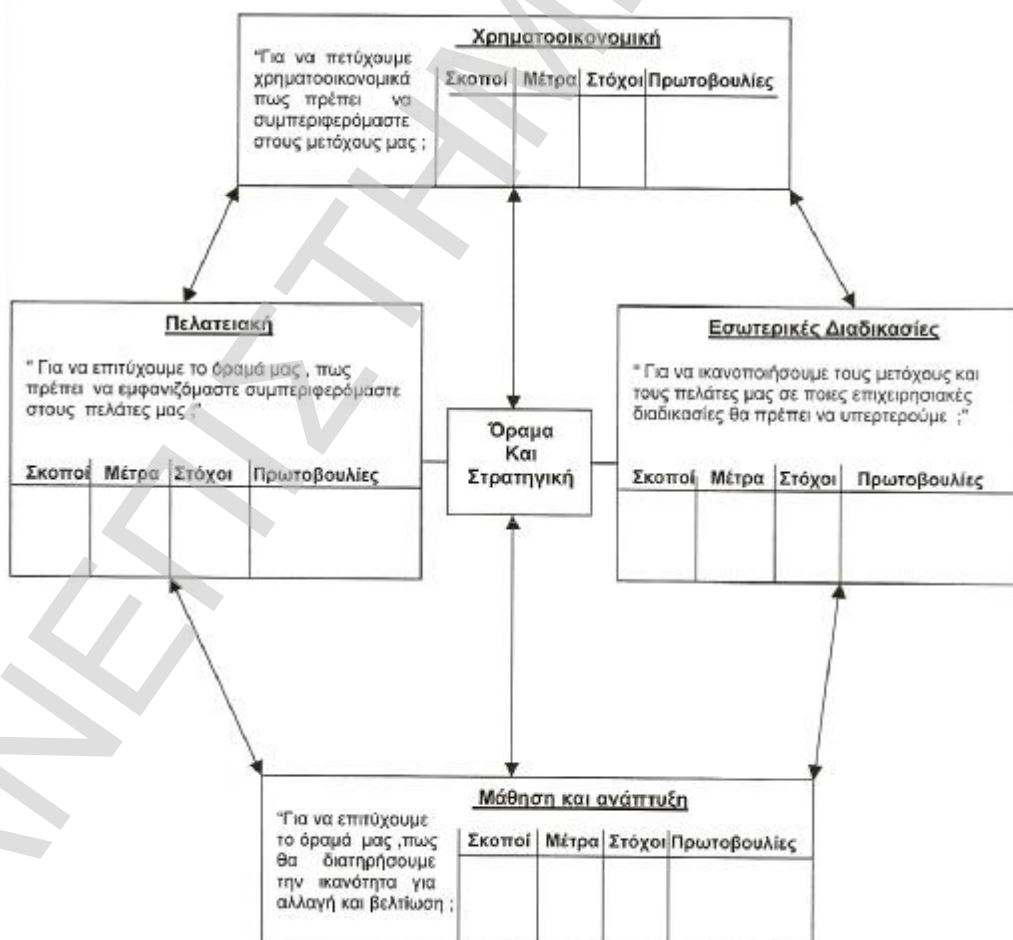 Χρηματοοικονομική
"Για να πετύχουμε
χρηματοοικονομικά
πως πρέπει να
συμπεριφερόμαστε
στους μετόχους μας ;
Σκοποί Μέτρα Στόχοι Πρωτοβουλίες
Πελατειακή
" Για να επιτύχουμε το όραμά μας , πως
πρέπει να εμφανιζόμαστε συμπεριφερόμαστε
στους πελάτες μας ;"
Σκοποί Μέτρα Στόχοι Πρωτοβουλίες
Όραμα
Και
Στρατηγική
Εσωτερικές Διαδικασίες
" Για να ικανοποιήσουμε τους μετόχους και
τους πελάτες μας σε ποιες επιχειρησιακές
διαδικασίες θα πρέπει να υπερτερούμε ;"
Σκοποί Μέτρα Στόχοι Πρωτοβουλίες
Μάθηση και ανάπτυξη
"Για να επιτύχουμε
το όραμά μας ,πως
θα διατηρήσουμε
την ικανότητα για
αλλαγή και βελτίωση ;
Σκοποί Μέτρα Στόχοι Πρωτοβουλίες
ΑΝΕΠΙΣΤΗΜ